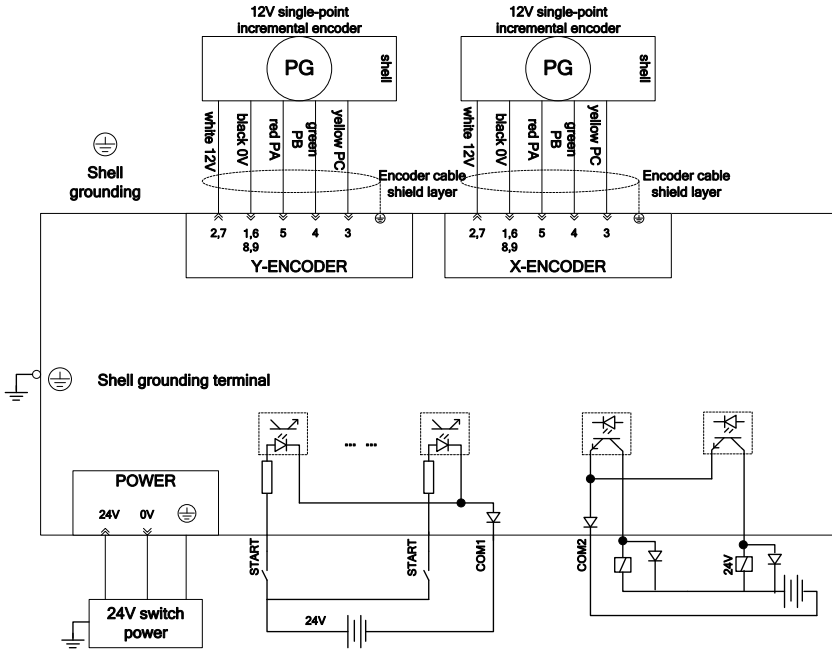 12V single-point
incremental encoder
12V single-point
incremental encoder
PG
shell
PG
shell
white 12V
black 0V
red PA
green
PB
yellow PC
white 12V
black 0V
red PA
green
PB
yellow PC
Shell
grounding
Encoder cable
shield layer
Encoder cable
shield layer
2,7
1,6
8,9
5
4
3
2,7
1,6
8,9
5
4
3
Y-ENCODER
X-ENCODER
Shell grounding terminal
... ...
POWER
24V
0V
START
START
COM1
COM2
24V
24V switch
power
24V